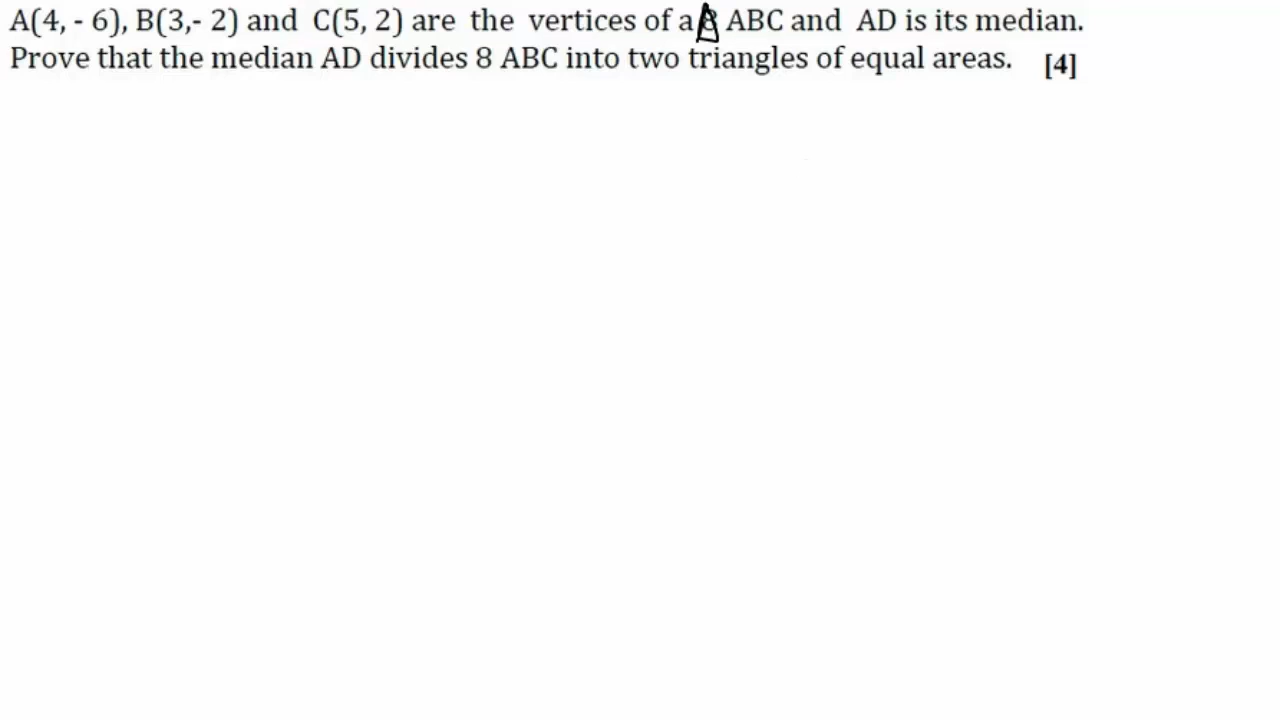 A(4, - 6), B(3,- 2) and C(5, 2) are the vertices of a 8 ABC and AD is its median.
Prove that the median AD divides 8 ABC into two triangles of equal areas. [4]